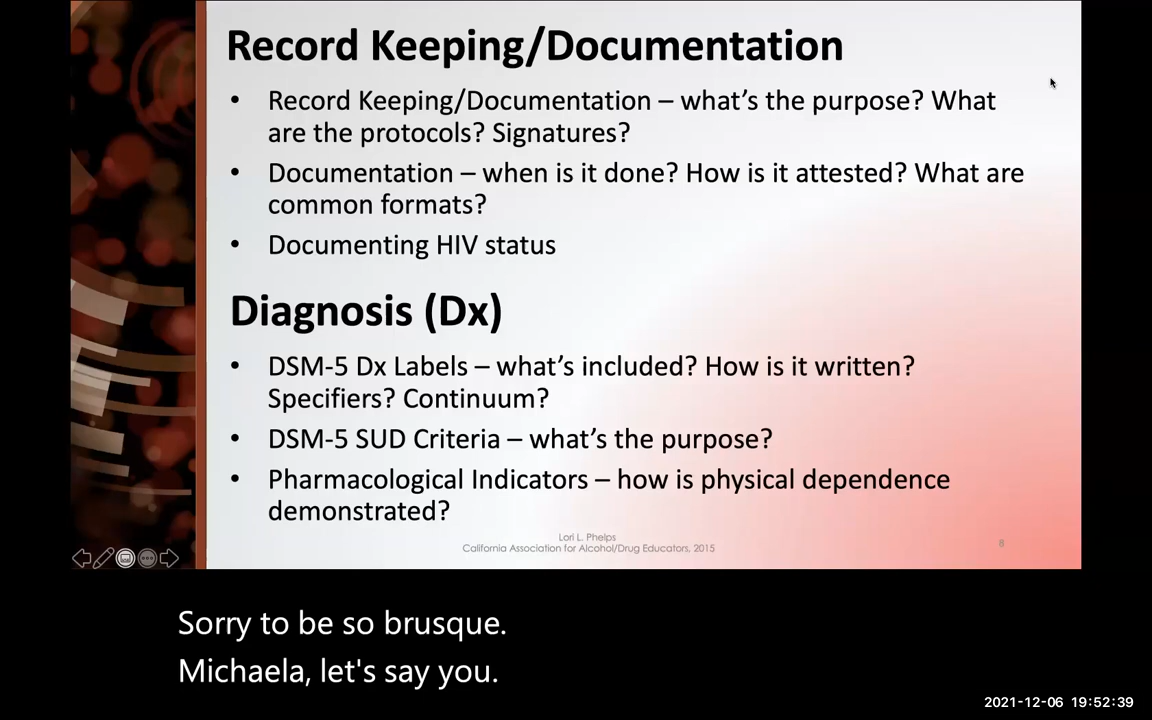 Record Keeping/Documentation
• Record Keeping/Documentation – what's the purpose? What
are the protocols? Signatures?
• Documentation – when is it done? How is it attested? What are
common formats?
• Documenting HIV status
Diagnosis (Dx)
• DSM-5 Dx Labels – what's included? How is it written?
Specifiers? Continuum?
• DSM-5 SUD Criteria – what's the purpose?
• Pharmacological Indicators – how is physical dependence
demonstrated?
Lori L. Phelps
California Association for Alcohol/Drug Educators, 2015
8
Sorry to be so brusque.
Michaela, let's say you.
2021-12-06 19:52:39